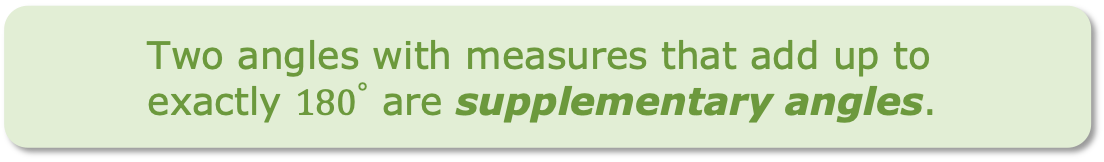 Two angles with measures that add up to
exactly 180° are supplementary angles.